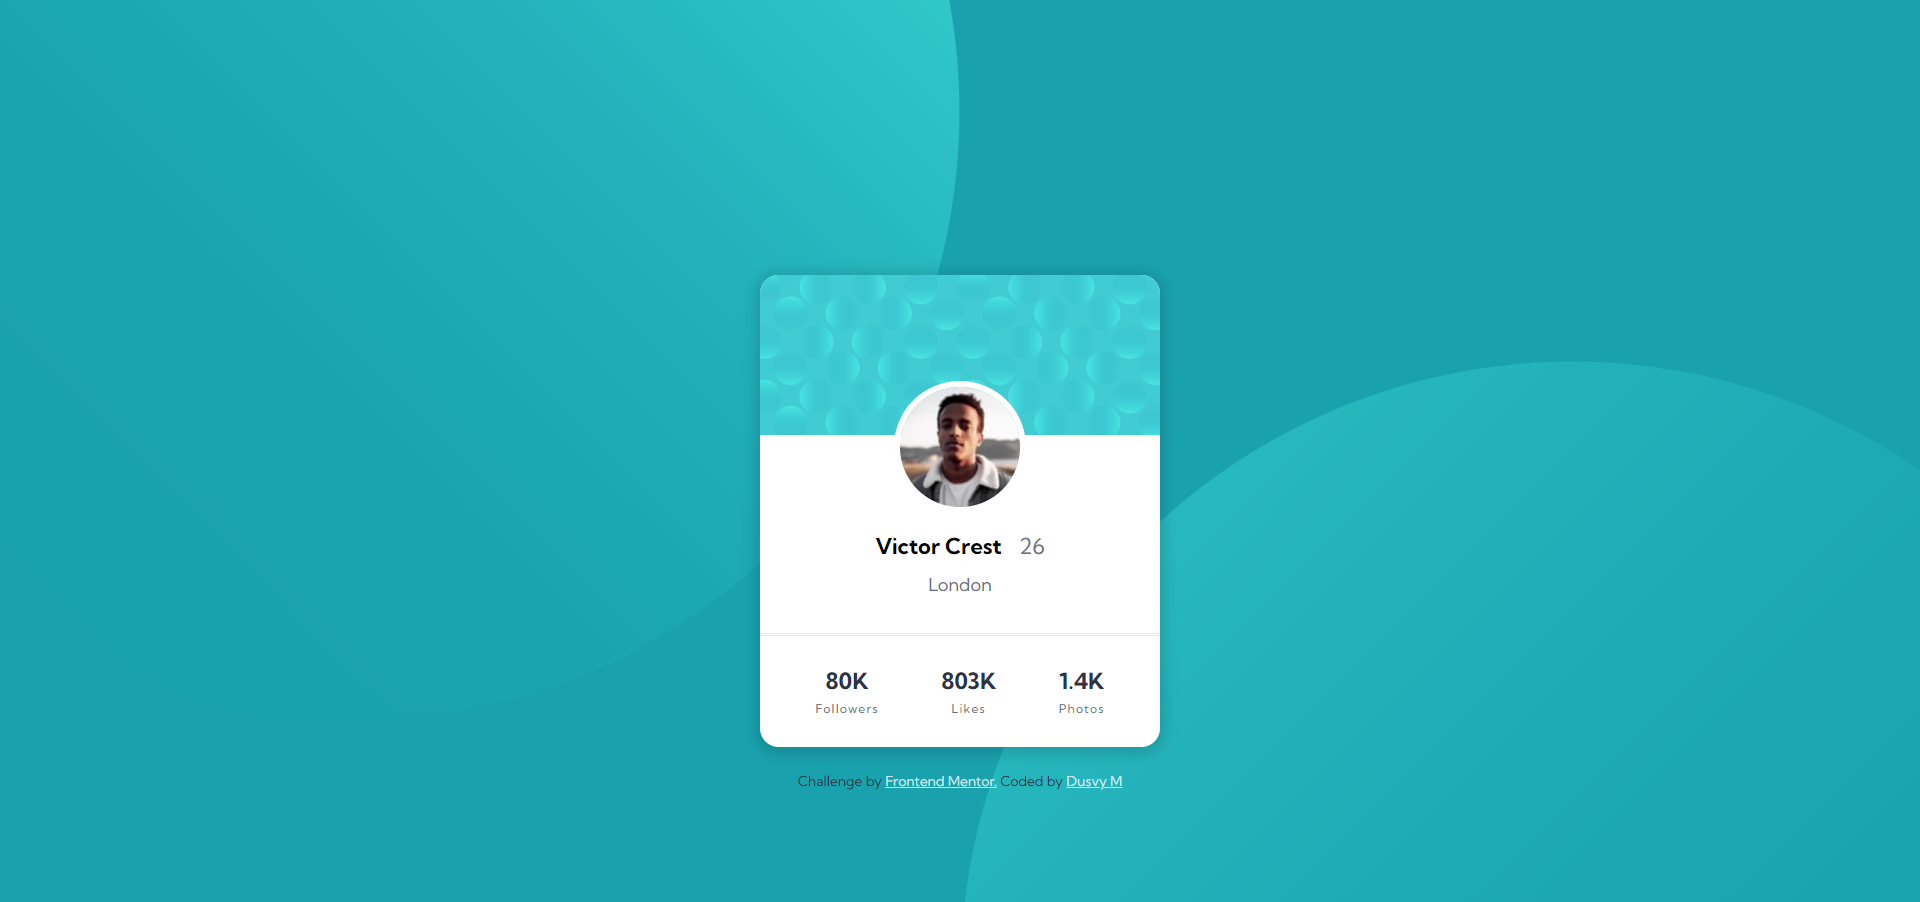 Victor Crest 26
London
80K 803K 1.4K
Followers Likes Photos
Challenge by Frontend Mentor. Coded by Dusvy M